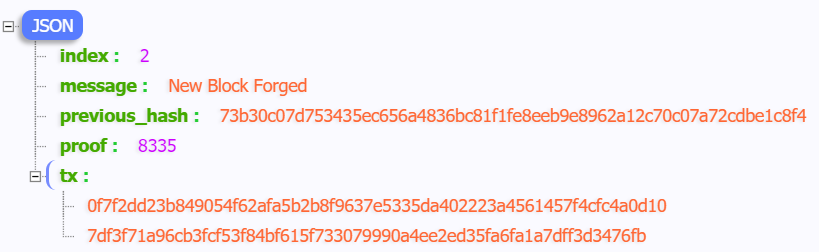 JSON
index : 2
message : New Block Forged
previous_hash : 73b30c07d753435ec656a4836bc81f1fe8eeb9e8962a12c70c07a72cdbe1c8f4
proof : 8335
tx :
0f7f2dd23b849054f62afa5b2b8f9637e5335da402223a4561457f4cfc4a0d10
7df3f71a96cb3fcf53f84bf615f733079990a4ee2ed35fa6fa1a7dff3d3476fb